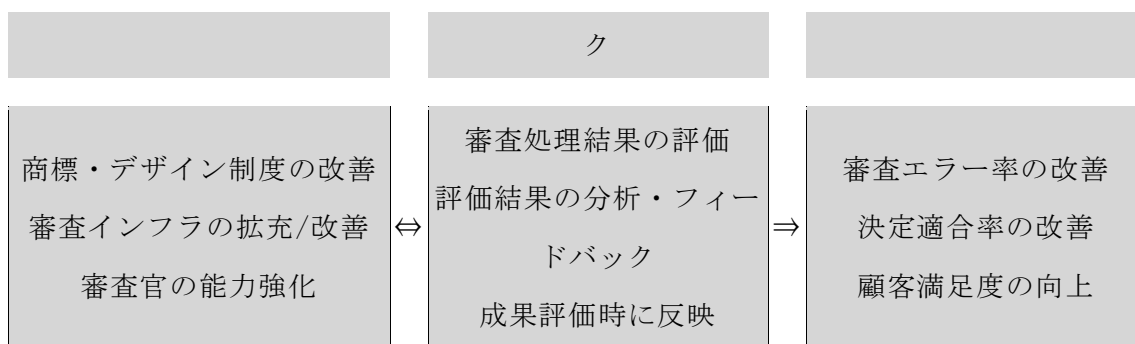 ク
商標・デザイン制度の改善
審査インフラの拡充/改善
審査官の能力強化
⇔
審査処理結果の評価
評価結果の分析・フィー
ドバック
成果評価時に反映
⇒
審査エラー率の改善
決定適合率の改善
顧客満足度の向上